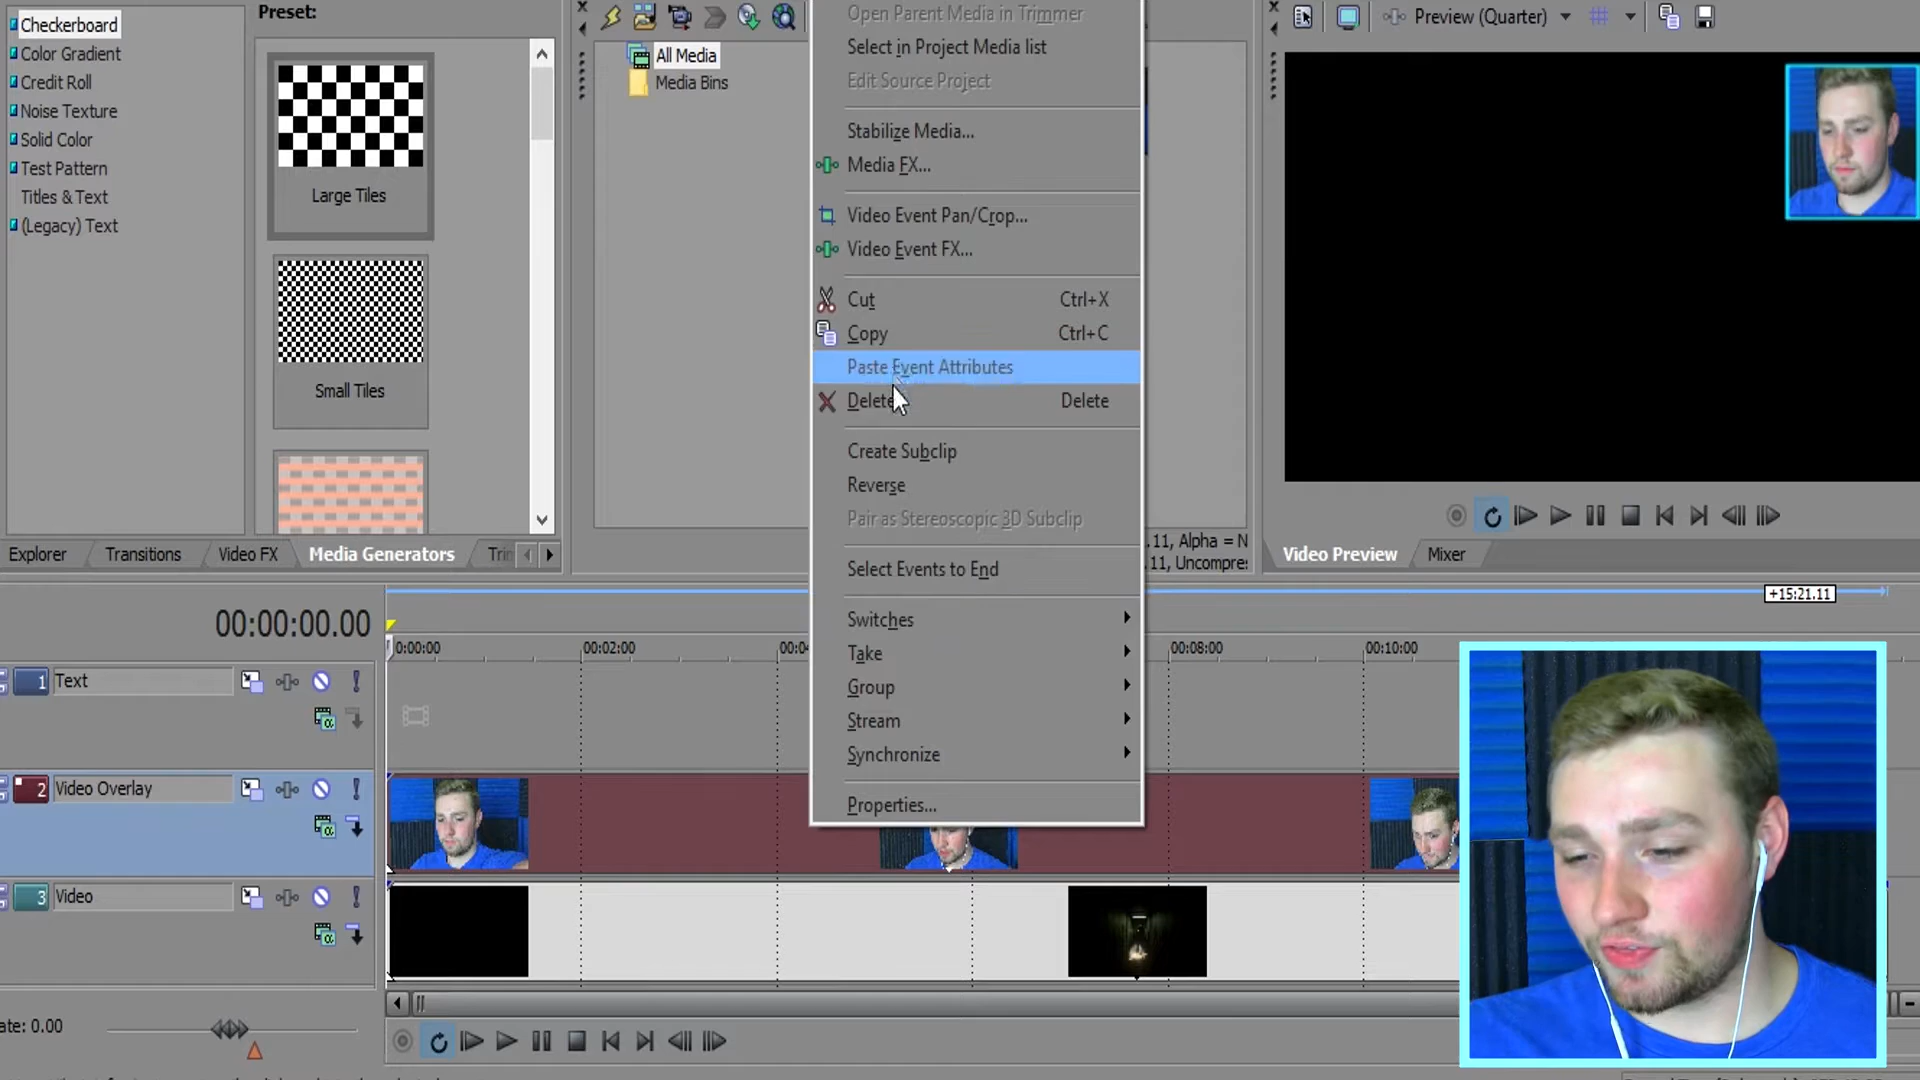 Checkerboard
Color Gradient
Credit Roll
Noise Texture
Solid Color
Test Pattern
Titles & Text
(Legacy) Text
Preset:
Large Tiles
Small Tiles
Explorer
Transitions
Video FX
Media Generators
All Media
Media Bins
Open Parent Media in Trimmer
Select in Project Media list
Edit Source Project
Stabilize Media...
Media FX...
Video Event Pan/Crop...
Video Event FX...
Cut Ctrl+X
Copy Ctrl+C
Paste Event Attributes
Delete Delete
Create Subclip
Reverse
Pair as Stereoscopic 3D Subclip
Select Events to End
Switches
Take
Group
Stream
Synchronize
Properties...
Preview (Quarter)
Video Preview
Mixer
+15:21.11
00:00:00.00
00:02:00
00:08:00
00:10:00
1 Text
2 Video Overlay
3 Video